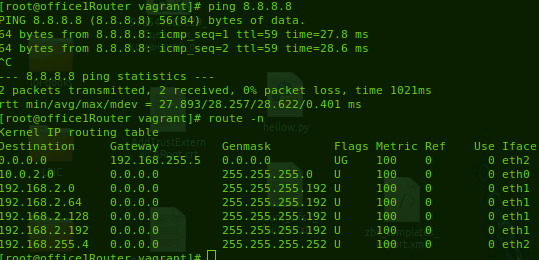 [root@office1Router vagrant]# ping 8.8.8.8
PING 8.8.8.8 (8.8.8.8) 56(84) bytes of data.
64 bytes from 8.8.8.8: icmp_seq=1 ttl=59 time=27.8 ms
64 bytes from 8.8.8.8: icmp_seq=2 ttl=59 time=28.6 ms
^C
--- 8.8.8.8 ping statistics ---
2 packets transmitted, 2 received, 0% packet loss, time 1021ms
rtt min/avg/max/mdev = 27.893/28.257/28.622/0.401 ms
[root@office1Router vagrant]# route -n
Kernel IP routing table
Destination Gateway Genmask Flags Metric Ref Use Iface
0.0.0.0 192.168.255.5 0.0.0.0 UG 100 0 0 eth2
10.0.2.0 0.0.0.0 255.255.255.0 U 100 0 0 eth0
192.168.2.0 0.0.0.0 255.255.255.192 U 100 0 0 eth1
192.168.2.64 0.0.0.0 255.255.255.192 U 100 0 0 eth1
192.168.2.128 0.0.0.0 255.255.255.192 U 100 0 0 eth1
192.168.2.192 0.0.0.0 255.255.255.192 U 100 0 0 eth1
192.168.255.4 0.0.0.0 255.255.255.252 U 100 0 0 eth2
[root@office1Router vagrant]#
hellow.py